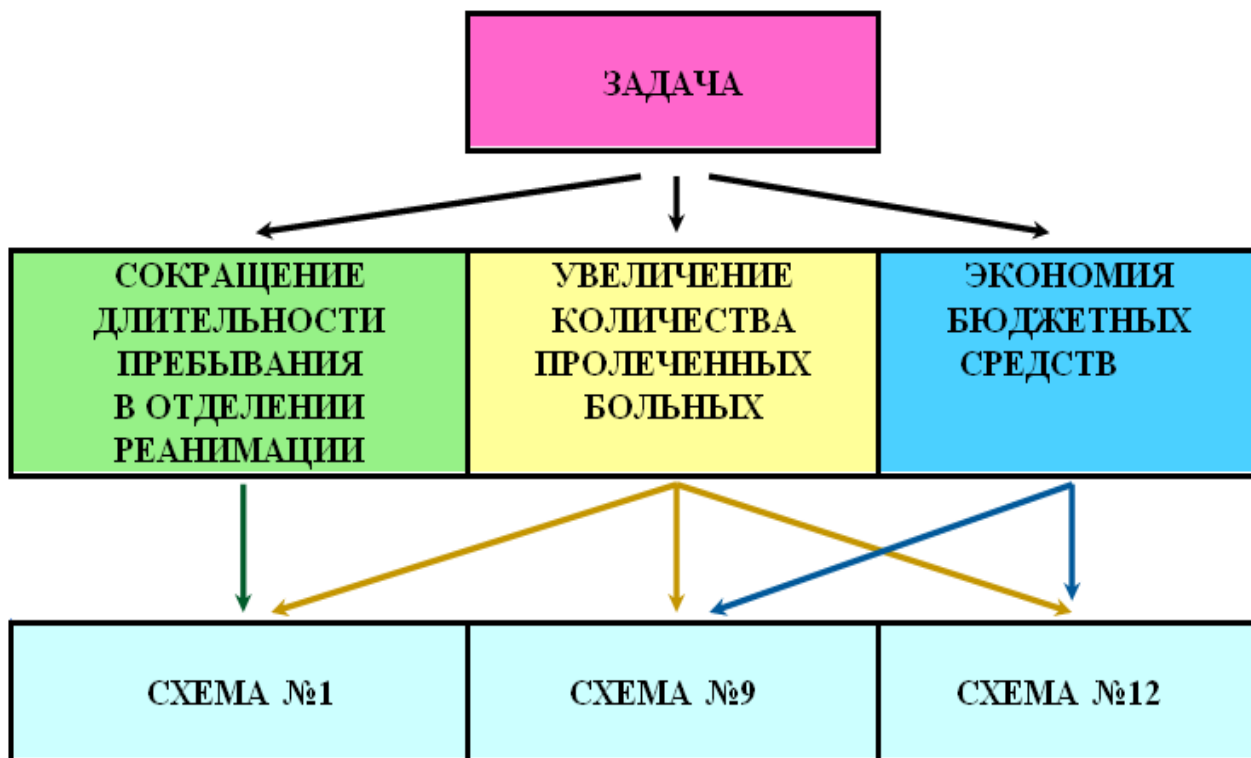 ЗАДАЧА
СОКРАЩЕНИЕ
ДЛИТЕЛЬНОСТИ
ПРЕБЫВАНИЯ
В ОТДЕЛЕНИИ
РЕАНИМАЦИИ
УВЕЛИЧЕНИЕ
КОЛИЧЕСТВА
ПРОЛЕЧЕННЫХ
БОЛЬНЫХ
ЭКОНОМИЯ
БЮДЖЕТНЫХ
СРЕДСТВ
СХЕМА №1
СХЕМА №9
СХЕМА №12